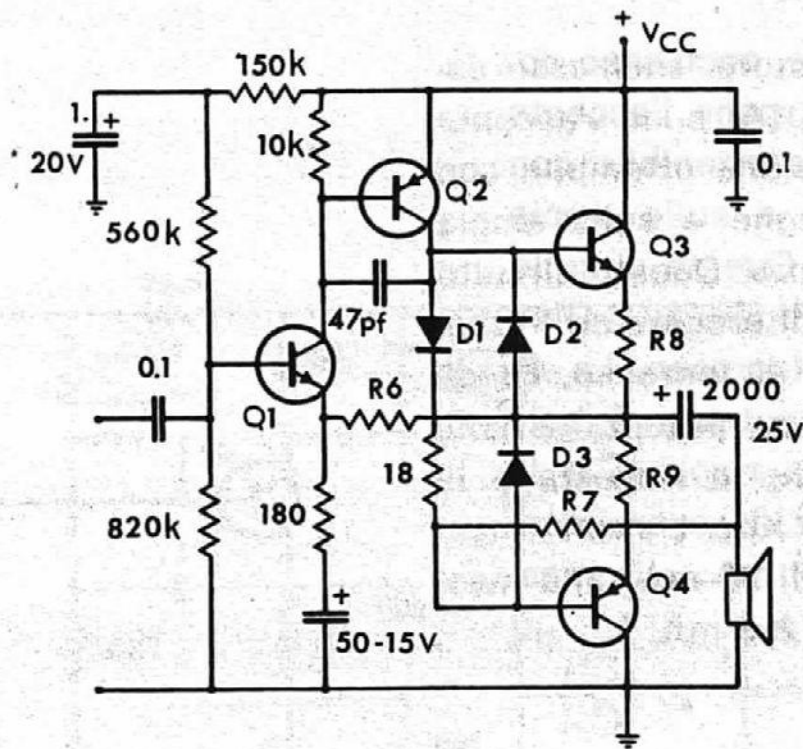 +
VCC
150k
1. +
20V
10k
Q2
0.1
560k
Q3
47pf
D1
D2
R8
0.1
Q1
R6
+ 2000
25V
18
D3
R9
820k
180
R7
Q4
+
50-15V